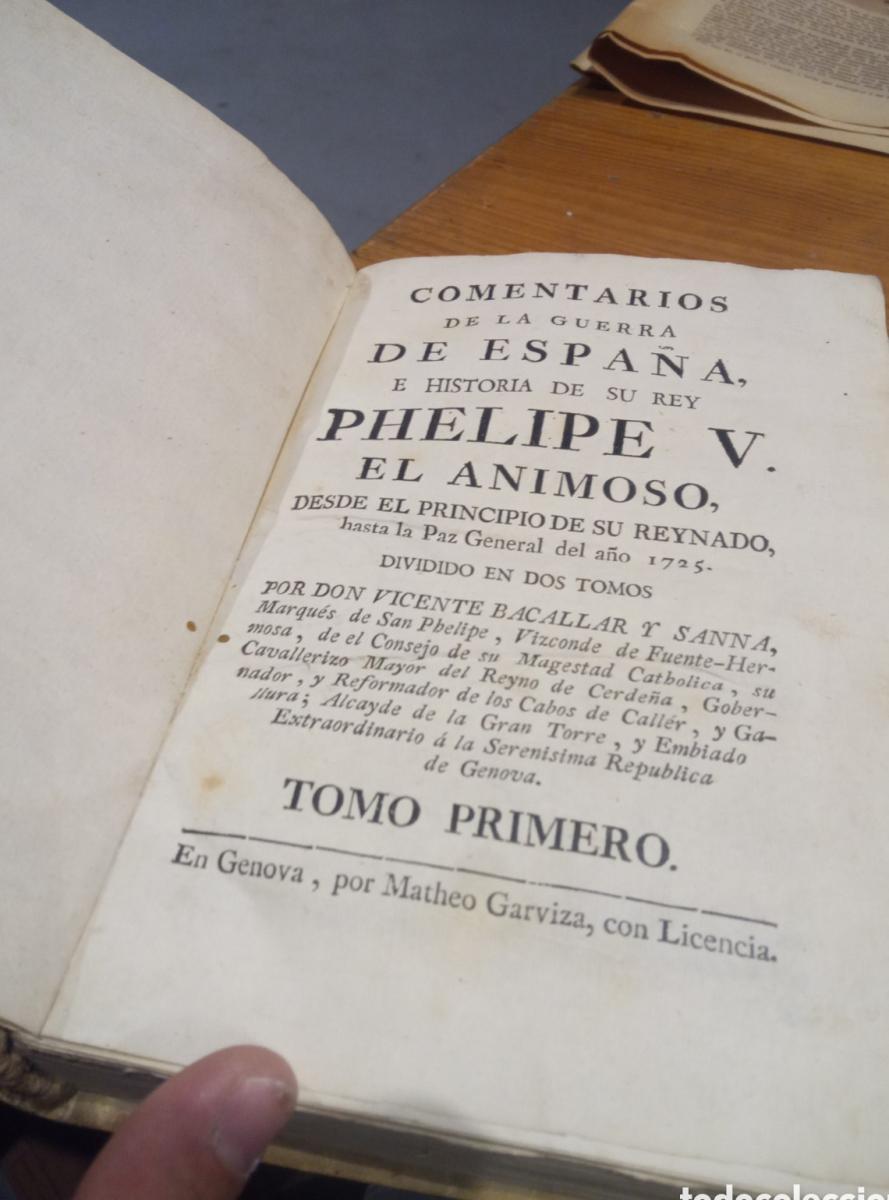 COMENTARIOS
DE LA GUERRA
DE ESPAÑA,
E HISTORIA DE SU REY
PHELIPE V.
EL ANIMOSO,
DESDE EL PRINCIPIO DE SU REYNADO,
hasta la Paz General del año 1725.
DIVIDIDO EN DOS TOMOS
POR DON VICENTE BACALLAR Y SANNA,
Marqués de San Phelipe, Vizconde de Fuente-Her-
mosa, de el Consejo de su Magestad Catholica, su
Cavallerizo Mayor del Reyno de Cerdeña, Gober-
nador, y Reformador de los Cabos de Callér, y Ga-
llura; Alcayde de la Gran Torre, y Embiado
Extraordinario á la Serenisima Republica
de Genova.
TOMO PRIMERO.
En Genova, por Matheo Garviza, con Licencia.
todocoleccion